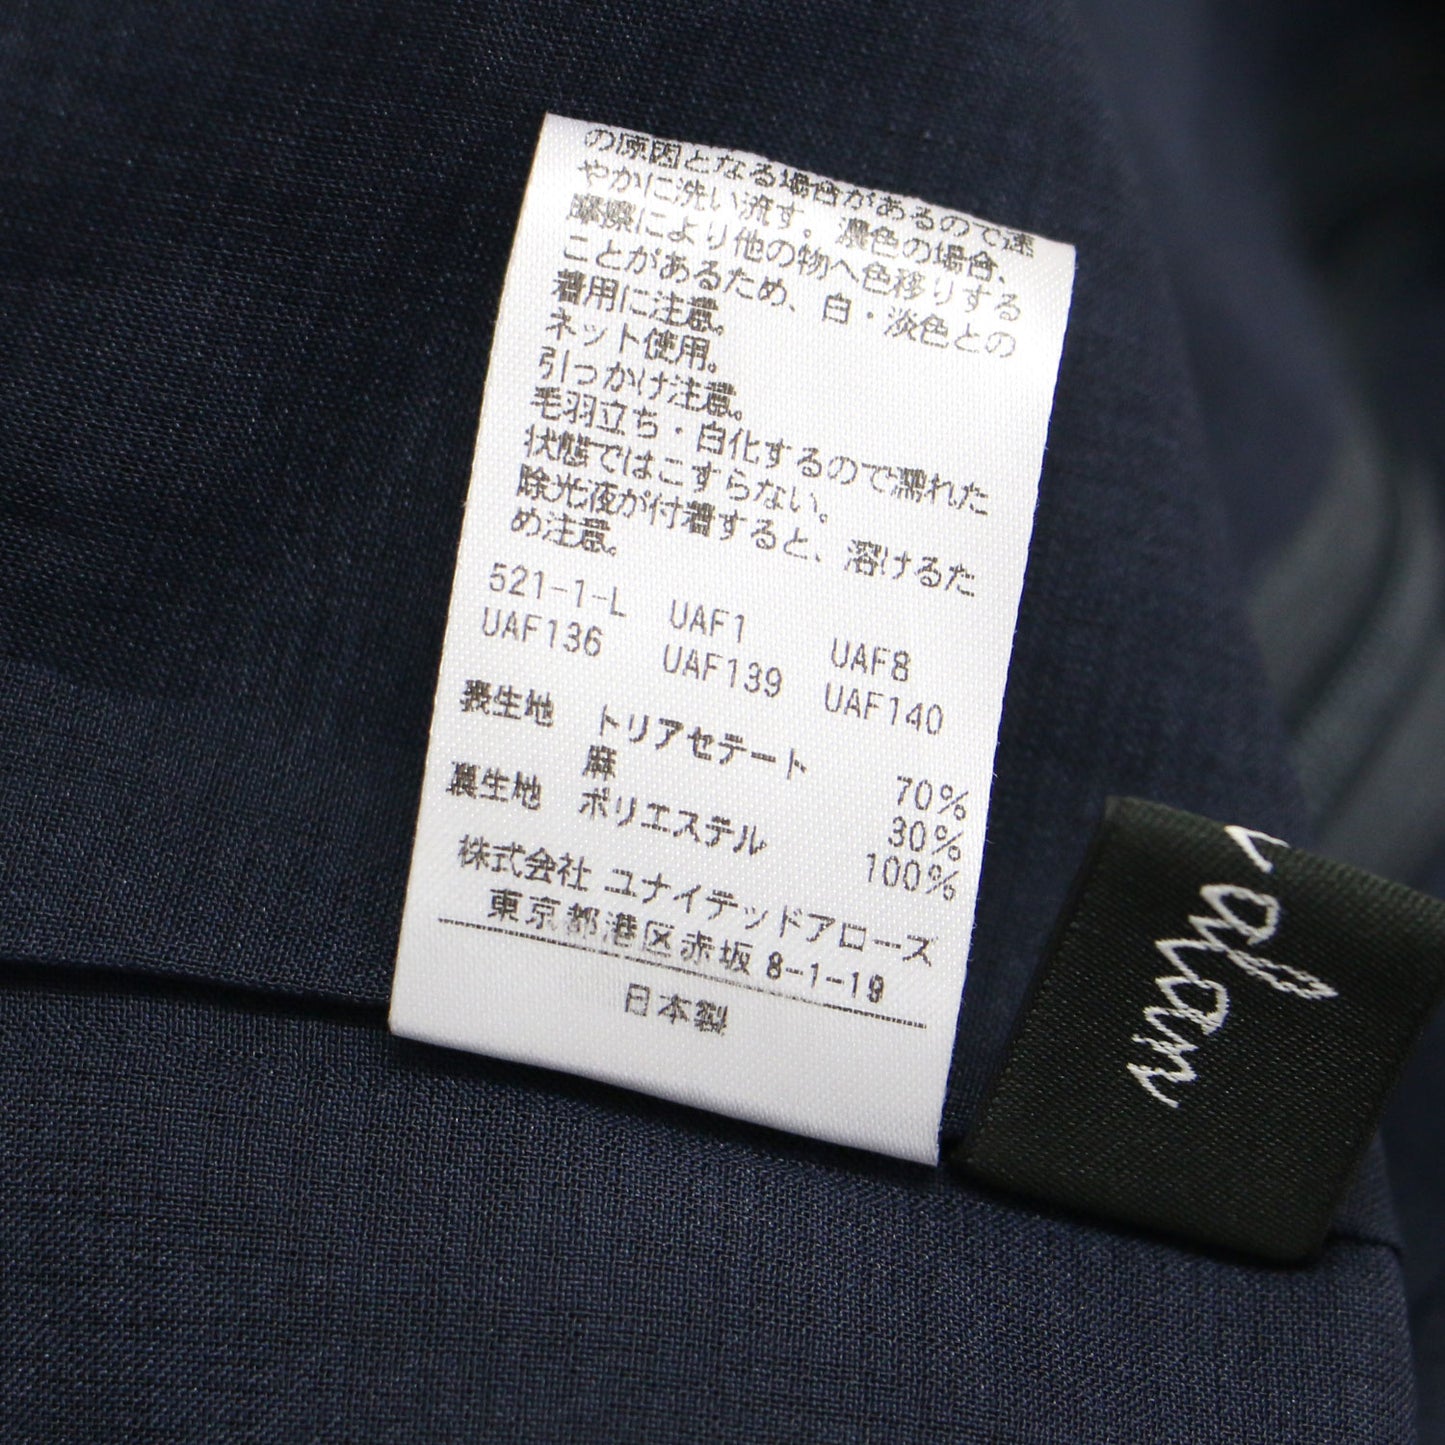 の原因となる場合があるので速
やかに洗い流す。濃色の場合、
摩擦により他の物へ色移りする
ことがあるため、白・淡色との
着用に注意。
ネット使用。
引っかけ注意。
毛羽立ち・白化するので濡れた
状態ではこすらない。
除光液が付着すると、溶けるた
め注意。
521-1-L UAF1 UAF8
UAF136 UAF139 UAF140
表生地 トリアセテート 70%
麻 30%
裏生地 ポリエステル 100%
株式会社 ユナイテッドアローズ
東京都港区赤坂 8-1-19
日本製